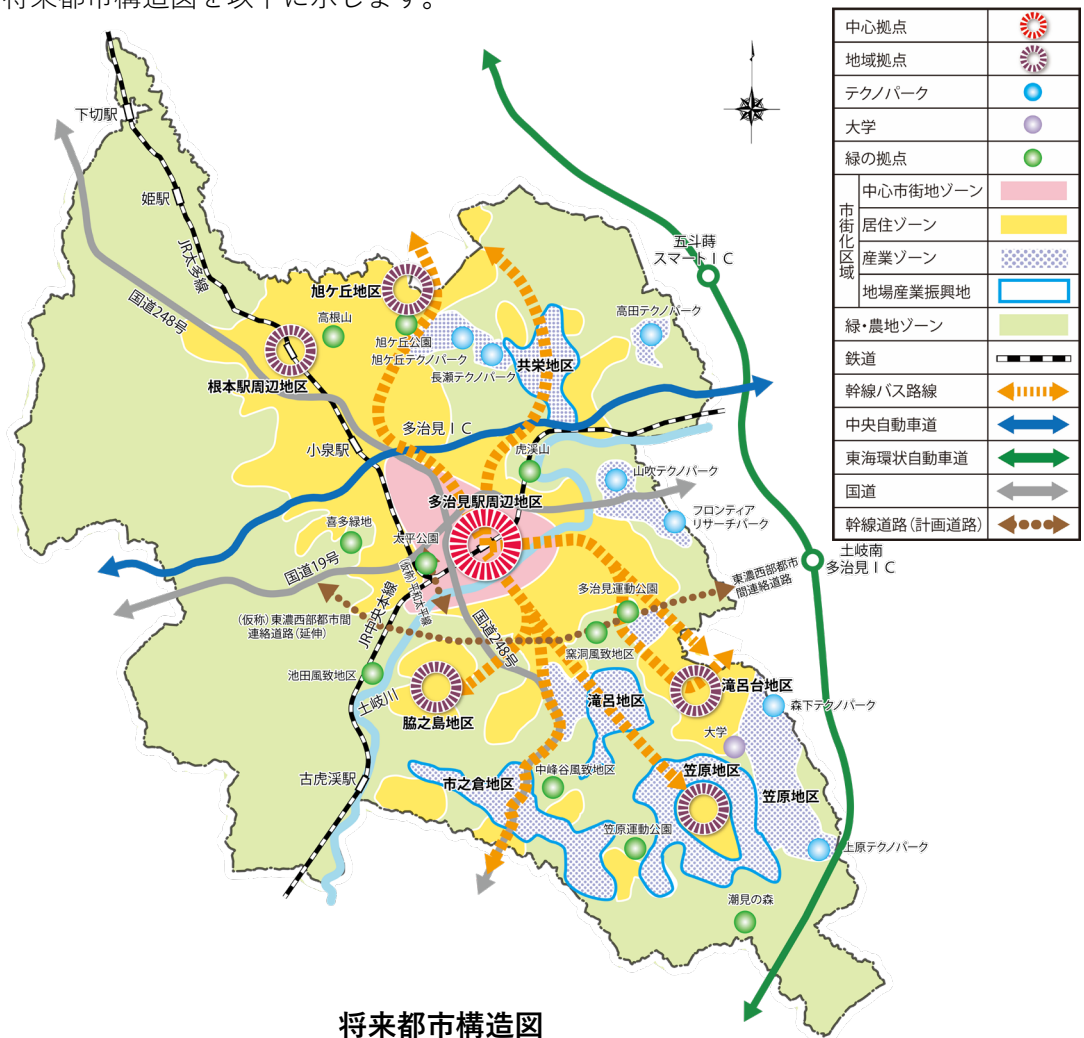 将来都市構造図を以下に示します。
中心拠点
地域拠点
テクノパーク
大学
緑の拠点
市街化区域
中心市街地ゾーン
居住ゾーン
産業ゾーン
地場産業振興地
緑・農地ゾーン
鉄道
幹線バス路線
中央自動車道
東海環状自動車道
国道
幹線道路(計画道路)
下切駅
姫駅
JR太多線
国道248号
五斗蒔
スマートIC
旭ケ丘地区
高根山
旭ケ丘公園
旭ケ丘テクノパーク
長瀬テクノパーク
高田テクノパーク
共栄地区
根本駅周辺地区
小泉駅
多治見IC
虎渓山
山吹テクノパーク
多治見駅周辺地区
フロンティア
リサーチパーク
喜多緑地
太平公園
国道19号
(仮称)平和太平線
土岐南
多治見IC
東濃西部都市
間連絡道路
多治見運動公園
(仮称)東濃西部都市間
連絡道路(延伸)
JR中央本線
国道248号
窯洞風致地区
池田風致地区
土岐川
脇之島地区
滝呂地区
滝呂台地区
森下テクノパーク
大学
古虎渓駅
市之倉地区
中峰谷風致地区
笠原地区
笠原地区
笠原運動公園
上原テクノパーク
潮見の森
将来都市構造図